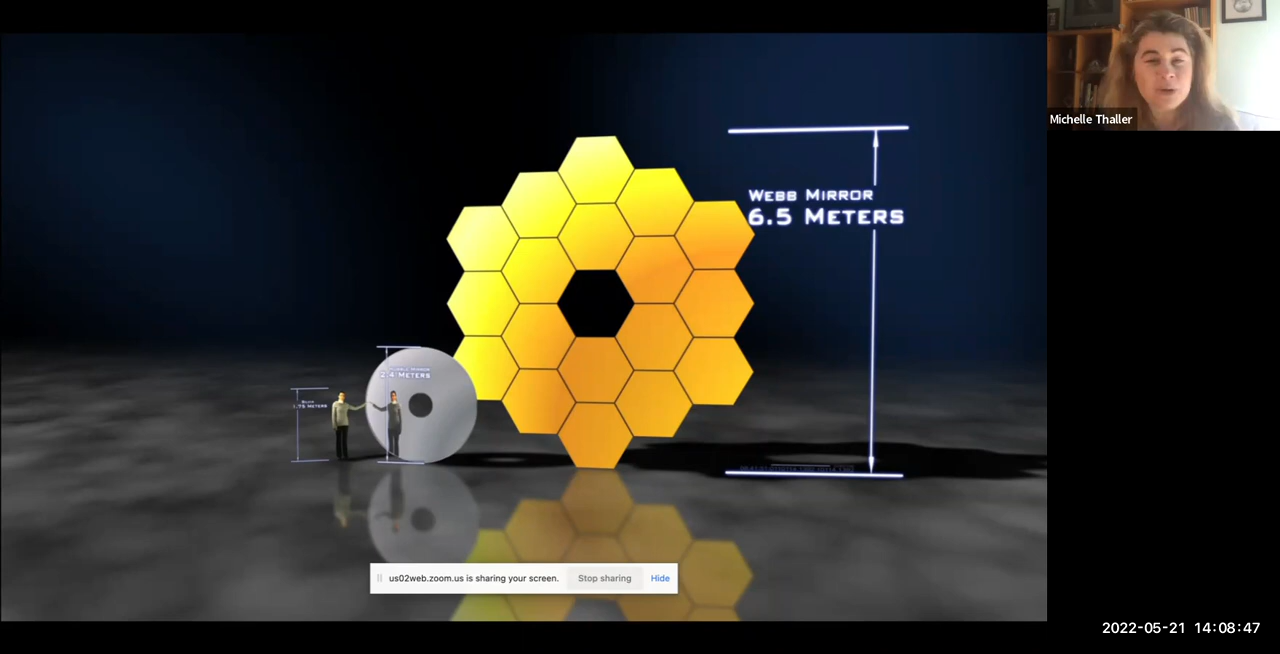 Michelle Thaller
WEBB MIRROR
6.5 METERS
MIRROR
2.4 METERS
1.75 METERS
us02web.zoom.us is sharing your screen.
Stop sharing
Hide
2022-05-21 14:08:47